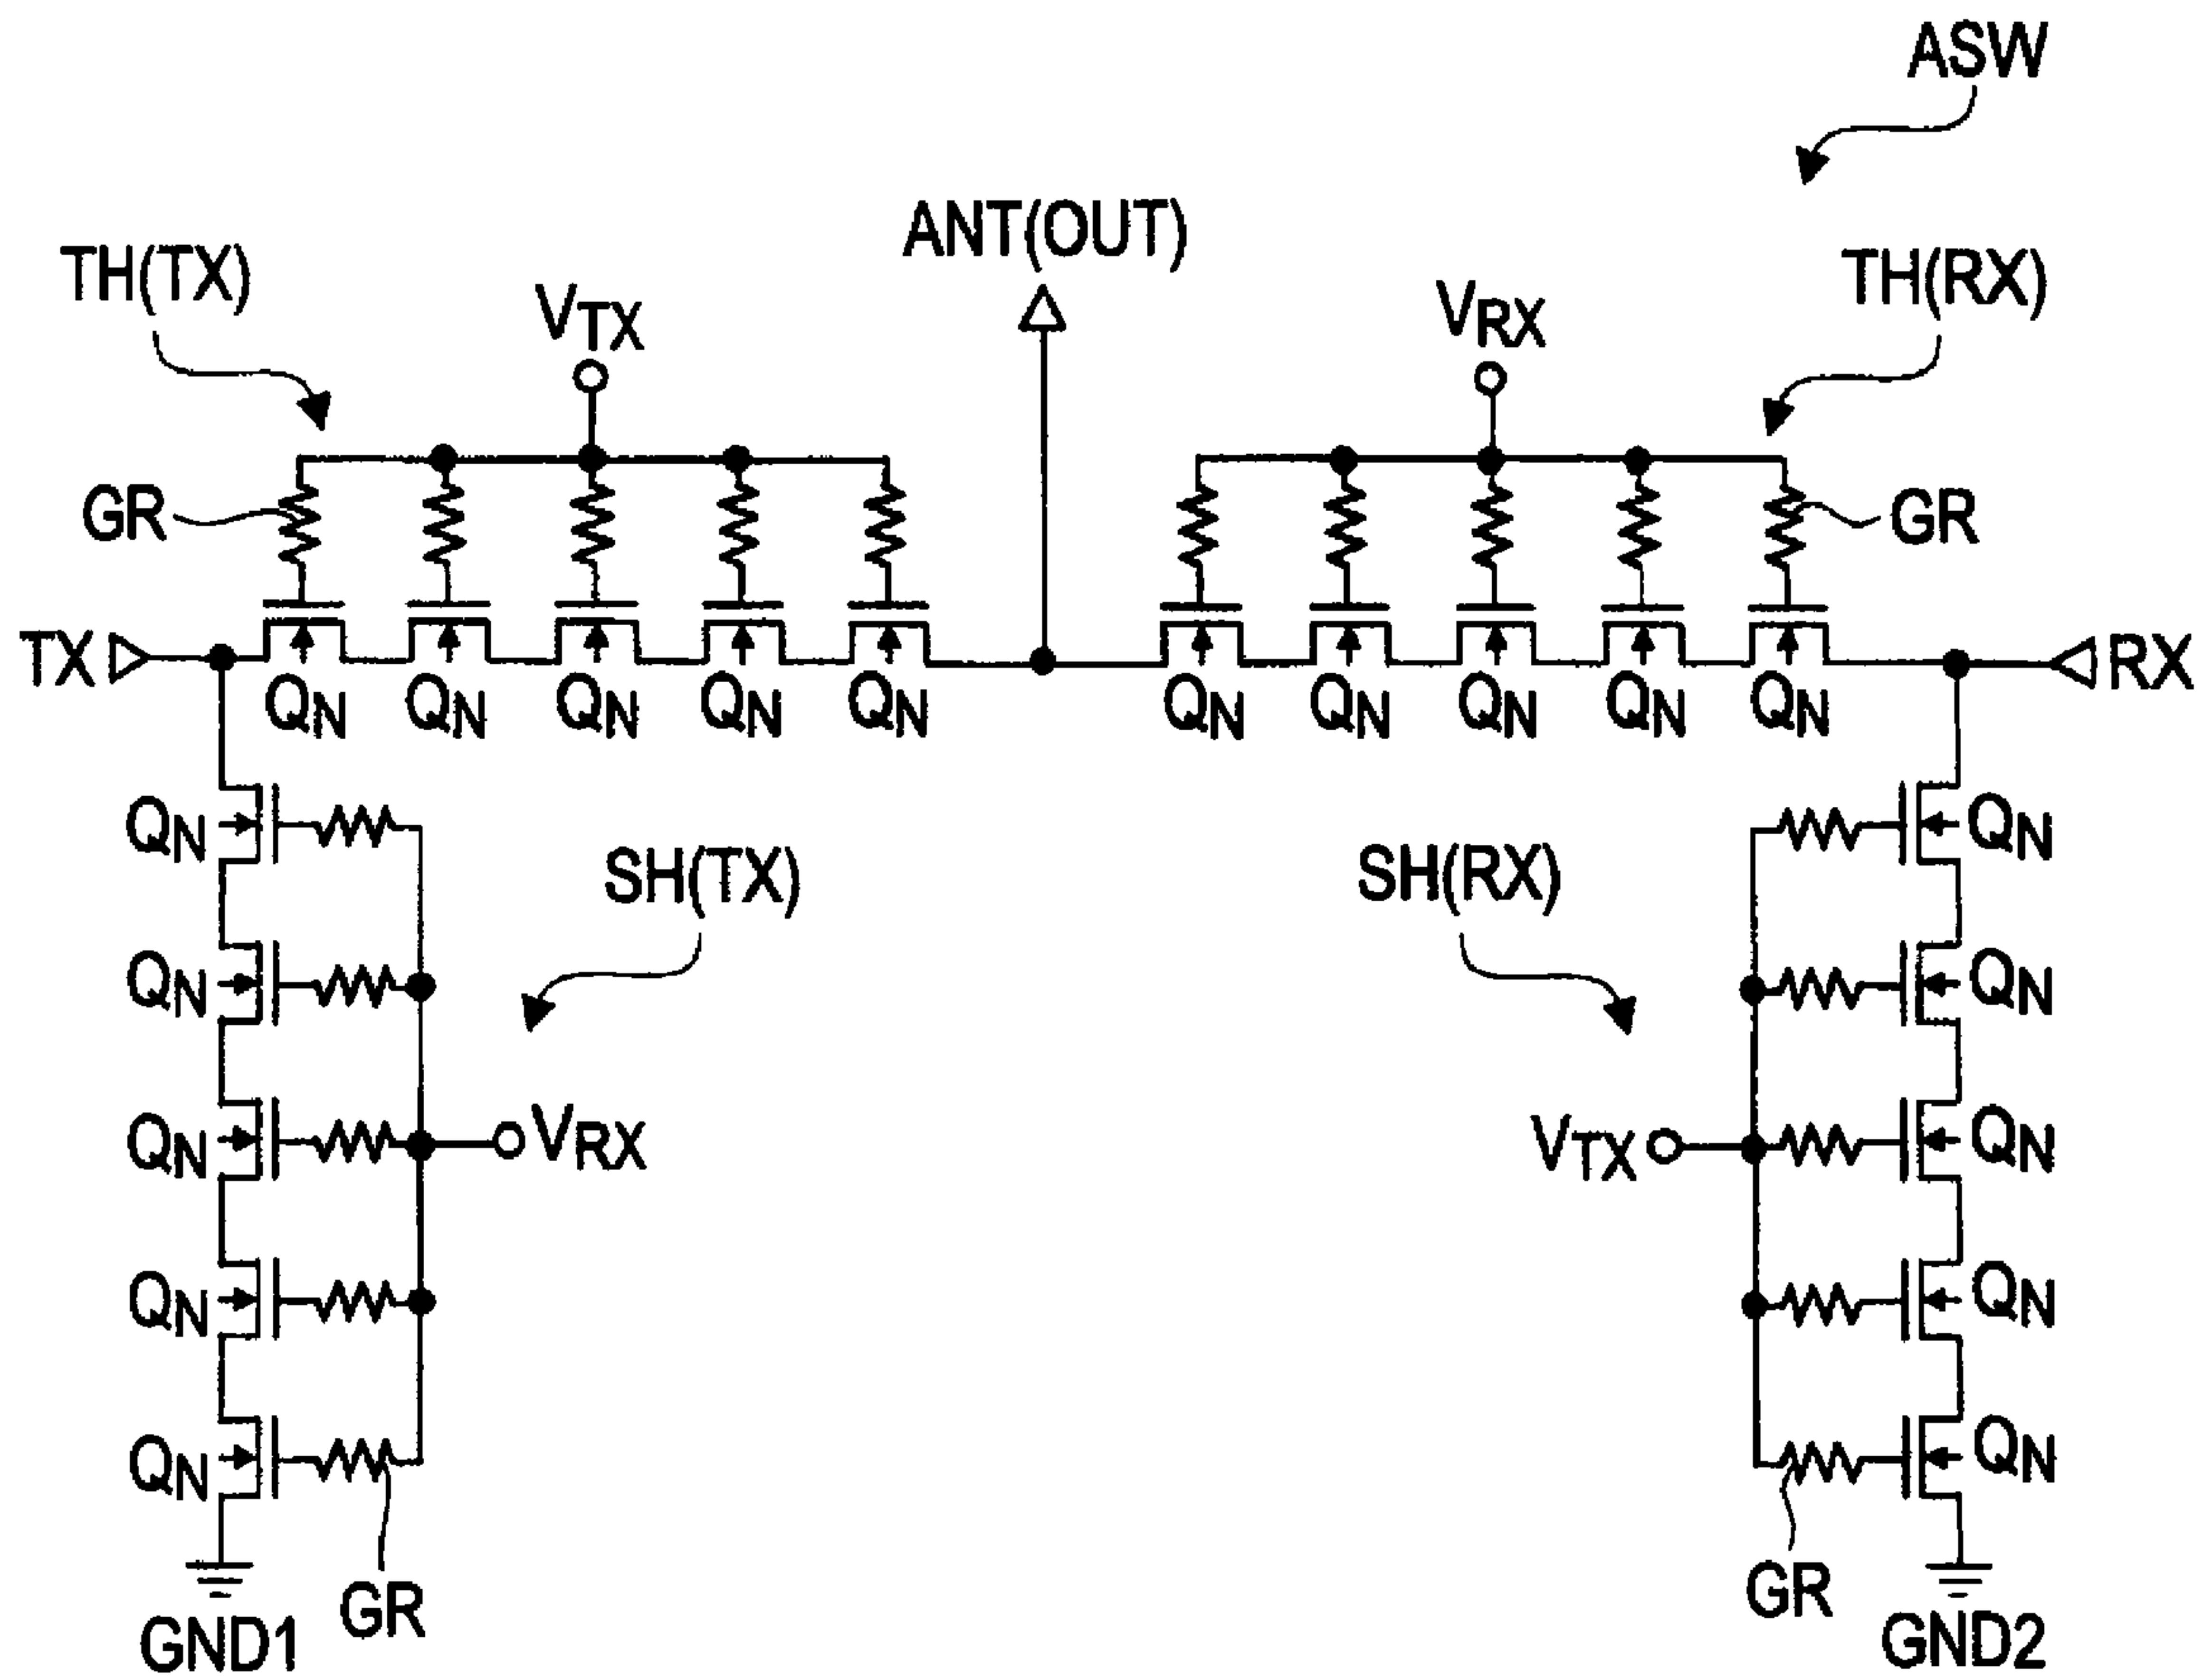 ASW
ANT(OUT)
TH(TX)
TH(RX)
VTX
VRX
GR
GR
TX
RX
QN QN QN QN QN QN QN QN QN QN
QN
QN
SH(TX)
SH(RX)
QN
QN
QN
VRX
VTX
QN
QN
QN
QN
QN
GR
GR
GND1
GND2